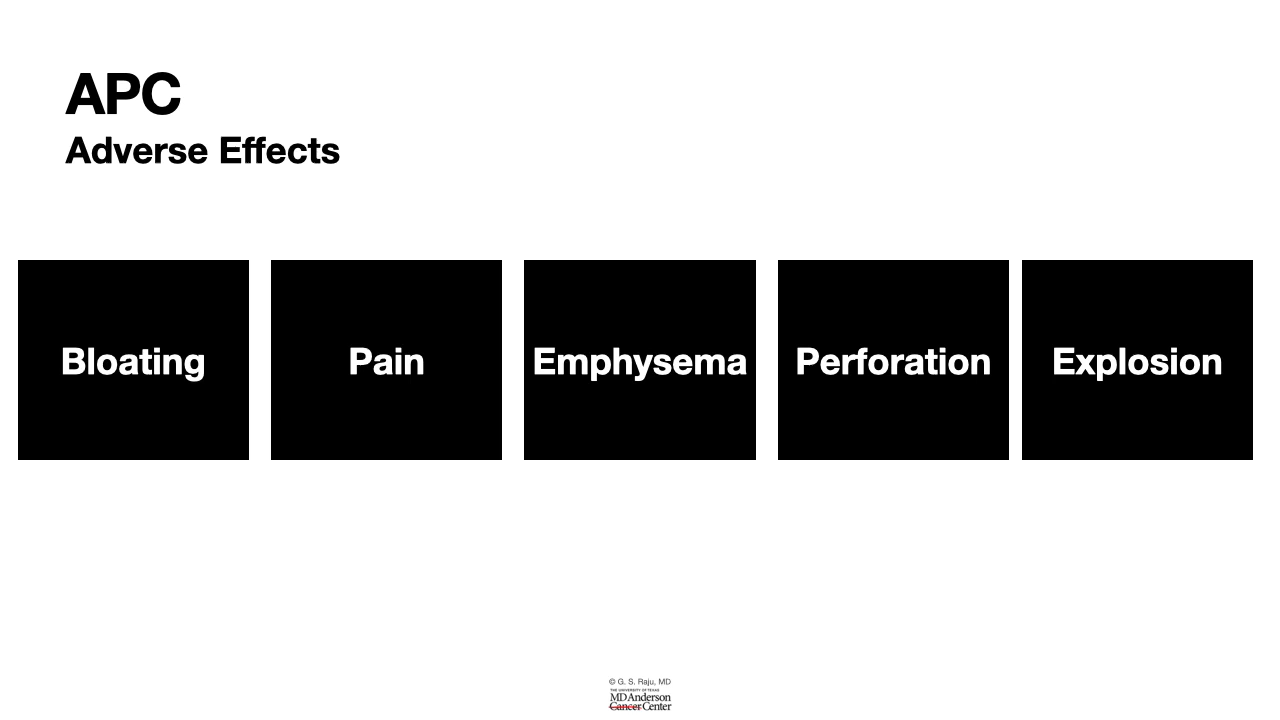 APC
Adverse Effects
Bloating
Pain
Emphysema
Perforation
Explosion
© G. S. Raju, MD
THE UNIVERSITY OF TEXAS
MD Anderson
Cancer Center